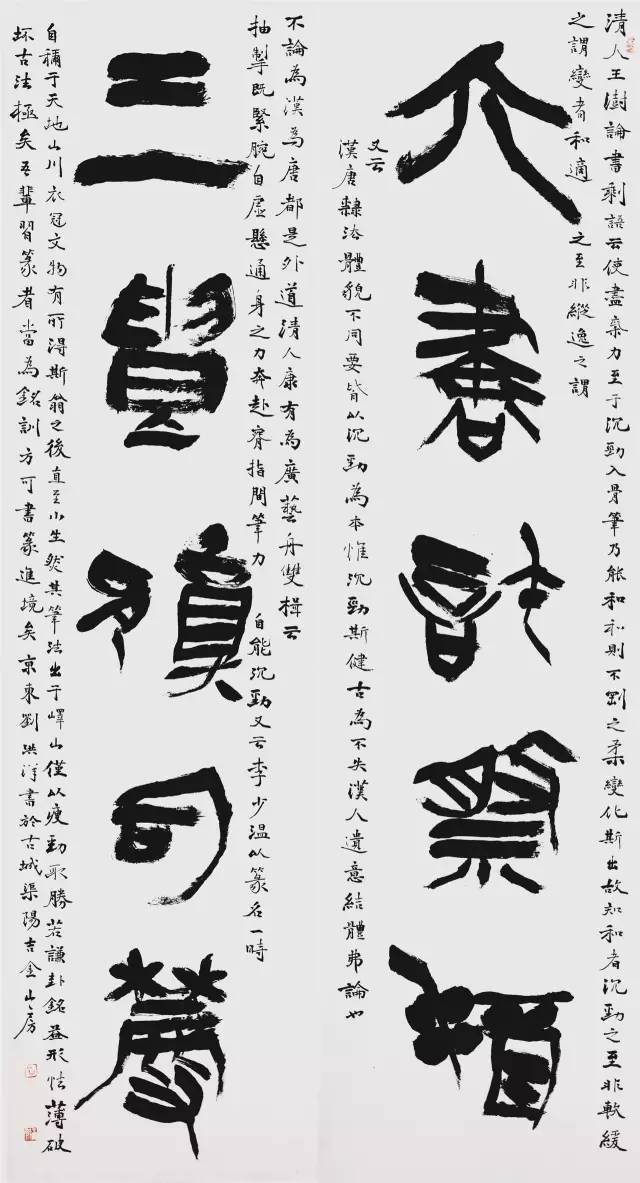 清人王澍論書剩語云使盡氣力至于沉勁入骨筆乃能和和則不剛之柔變化斯出故知和者沉勁之至非軟緩
之謂變者和適之至非縱逸之謂
書許祭
又云
漢唐隸法體貌不同要皆以沉勁為本惟沉勁斯健古為不失漢人遺意結體弗論也
不論為漢為唐都是外道清人康有為廣藝舟雙楫云
抽掣既緊腕自虛懸通身之力奔赴齊指間筆力自能沉勁又云李少溫以篆名一時
司農
自稱于天地山川衣冠文物有所得斯翁之後直至小生然其筆法出于嶧山僅以瘦勁取勝若謙卦銘益形怯薄破
壞古法極矣吾輩習篆者當為銘訓方可書篆進境矣京東劉洪洋書於古城渠陽吉金山房